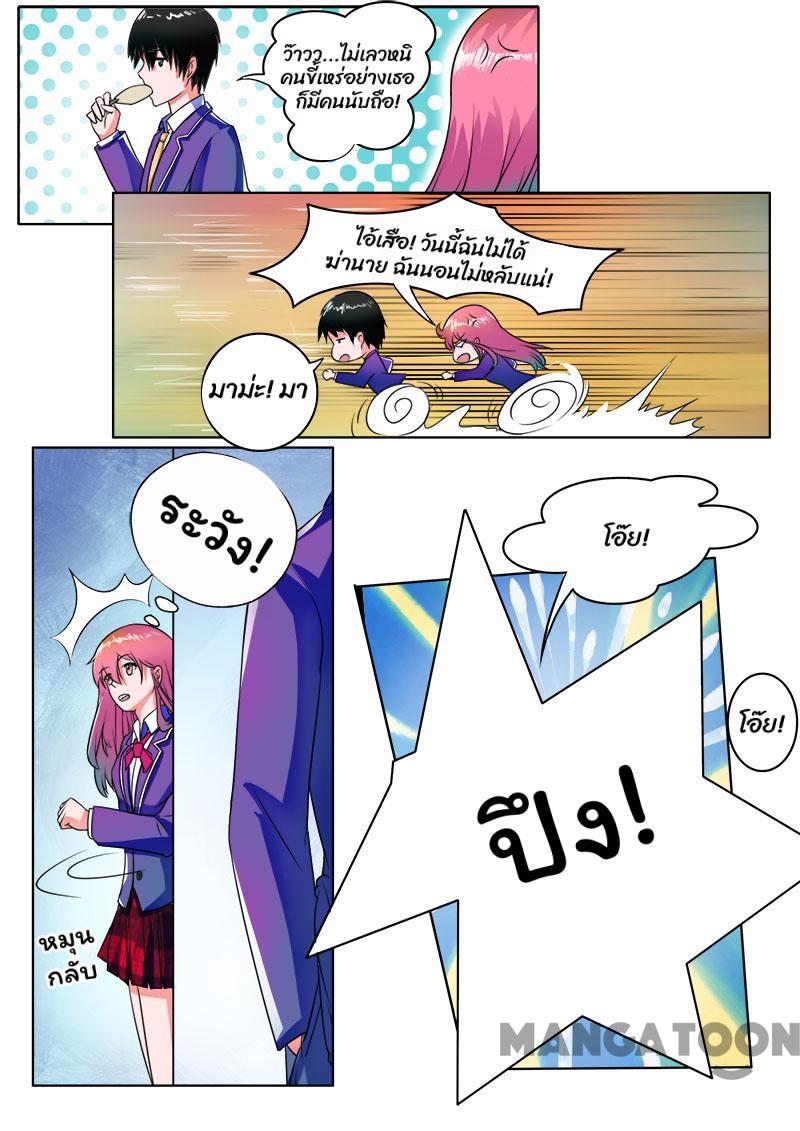 ว๊าวว...ไม่เลวหนิ
คนขี้เหร่อย่างเธอ
ก็มีคนนับถือ!
ไอ้เสือ! วันนี้ฉันไม่ได้
ฆ่านาย ฉันนอนไม่หลับแน่!
มาม่ะ! มา
ระวัง!
หมุน
กลับ
โอ๊ย!
โอ๊ย!
ปึง!
MANGATOON